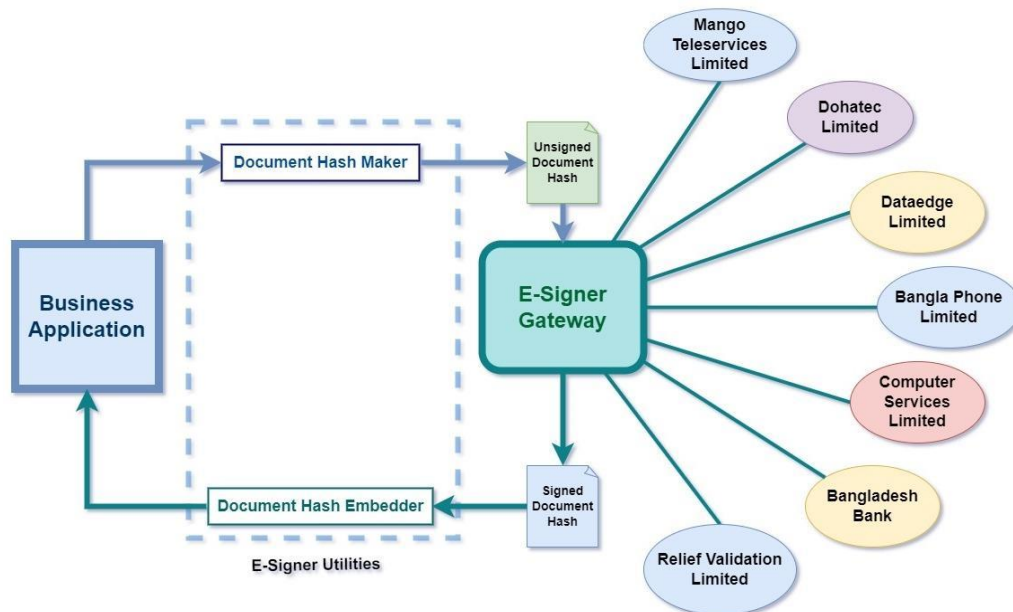 Mango
Teleservices
Limited
Dohatec
Limited
Document Hash Maker
Unsigned
Document
Hash
Dataedge
Limited
Business
Application
E-Signer
Gateway
Bangla Phone
Limited
Computer
Services
Limited
Document Hash Embedder
Signed
Document
Hash
Bangladesh
Bank
E-Signer Utilities
Relief Validation
Limited